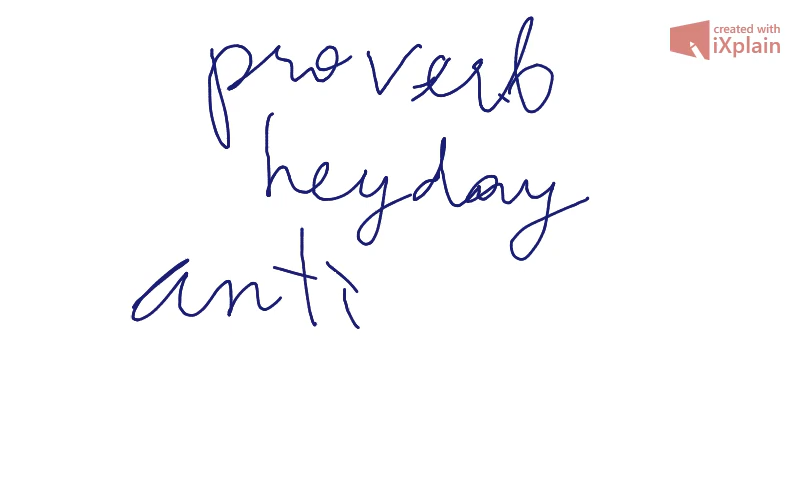 created with
iXplain
proverb
heyday
anti